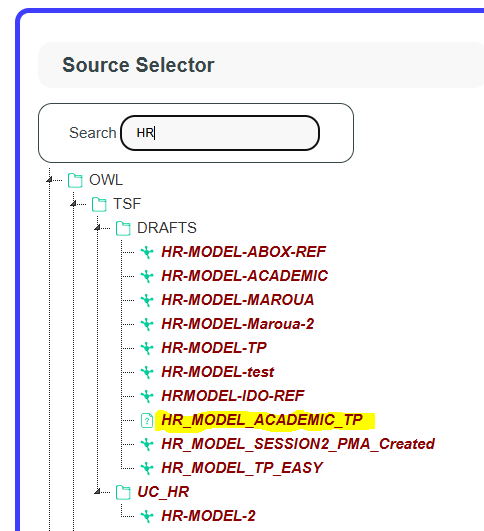 Source Selector
Search HR
OWL
TSF
DRAFTS
HR-MODEL-ABOX-REF
HR-MODEL-ACADEMIC
HR-MODEL-MAROUA
HR-MODEL-Maroua-2
HR-MODEL-TP
HR-MODEL-test
HRMODEL-IDO-REF
? HR_MODEL_ACADEMIC_TP
HR_MODEL_SESSION2_PMA_Created
HR_MODEL_TP_EASY
UC_HR
HR-MODEL-2